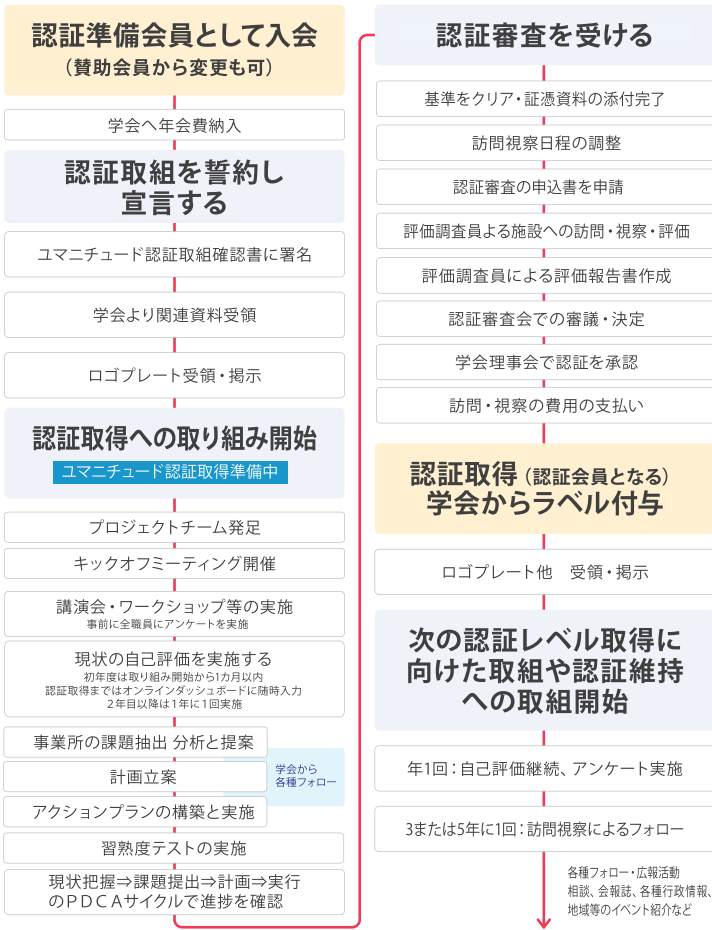 認証準備会員として入会
（賛助会員から変更も可）
学会へ年会費納入
認証取組を誓約し
宣言する
ユマニチュード認証取組確認書に署名
学会より関連資料受領
ロゴプレート受領・掲示
認証取得への取り組み開始
ユマニチュード認証取得準備中
プロジェクトチーム発足
キックオフミーティング開催
講演会・ワークショップ等の実施
事前に全職員にアンケートを実施
現状の自己評価を実施する
初年度は取り組み開始から1カ月以内
認証取得まではオンラインダッシュボードに随時入力
２年目以降は１年に１回実施
事業所の課題抽出 分析と提案
計画立案
アクションプランの構築と実施
学会から
各種フォロー
習熟度テストの実施
現状把握⇒課題提出⇒計画⇒実行
のＰＤＣＡサイクルで進捗を確認
認証審査を受ける
基準をクリア・証憑資料の添付完了
訪問視察日程の調整
認証審査の申込書を申請
評価調査員よる施設への訪問・視察・評価
評価調査員による評価報告書作成
認証審査会での審議・決定
学会理事会で認証を承認
訪問・視察の費用の支払い
認証取得（認証会員となる）
学会からラベル付与
ロゴプレート他　受領・掲示
次の認証レベル取得に
向けた取組や認証維持
への取組開始
年1回：自己評価継続、アンケート実施
3または5年に1回：訪問視察によるフォロー
各種フォロー・広報活動
相談、会報誌、各種行政情報、
地域等のイベント紹介など